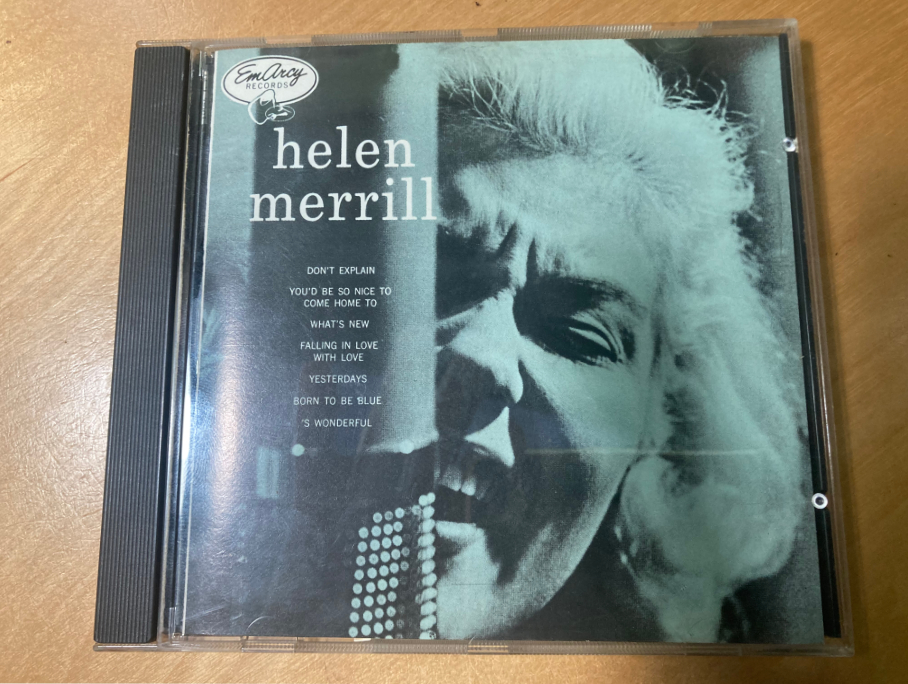 EmArcy
RECORDS
helen
merrill
DON'T EXPLAIN
YOU'D BE SO NICE TO
COME HOME TO
WHAT'S NEW
FALLING IN LOVE
WITH LOVE
YESTERDAYS
BORN TO BE BLUE
'S WONDERFUL